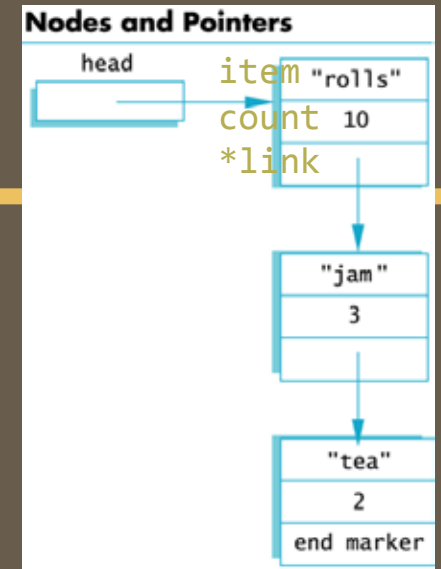 Nodes and Pointers
head
item "rolls"
count 10
*link
"jam"
3
"tea"
2
end marker